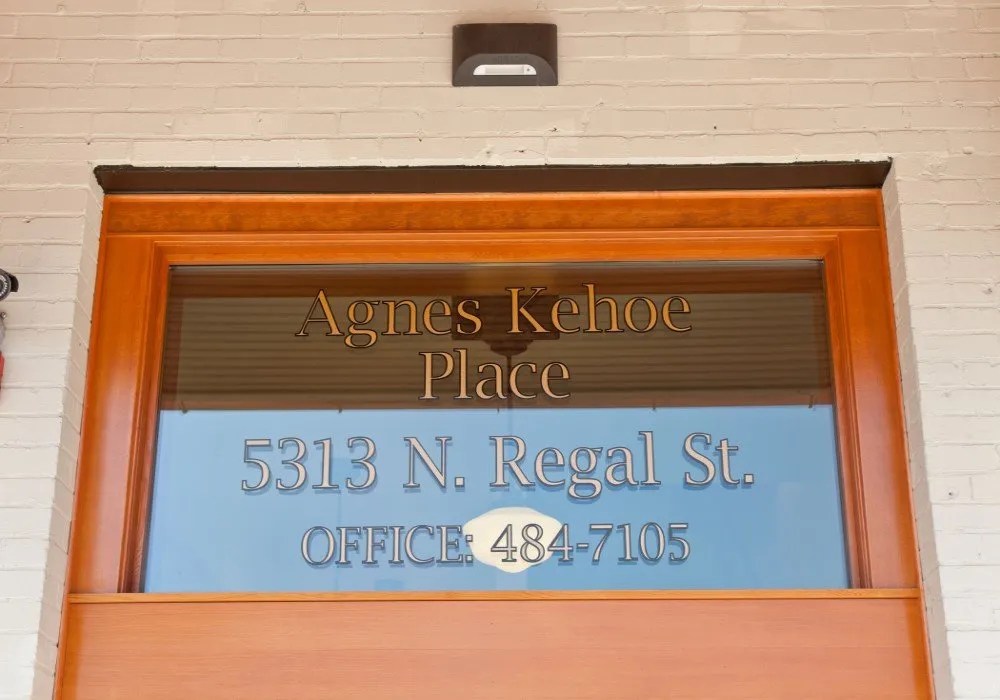 Agnes Kehoe
Place
5313 N. Regal St.
OFFICE: 484-7105